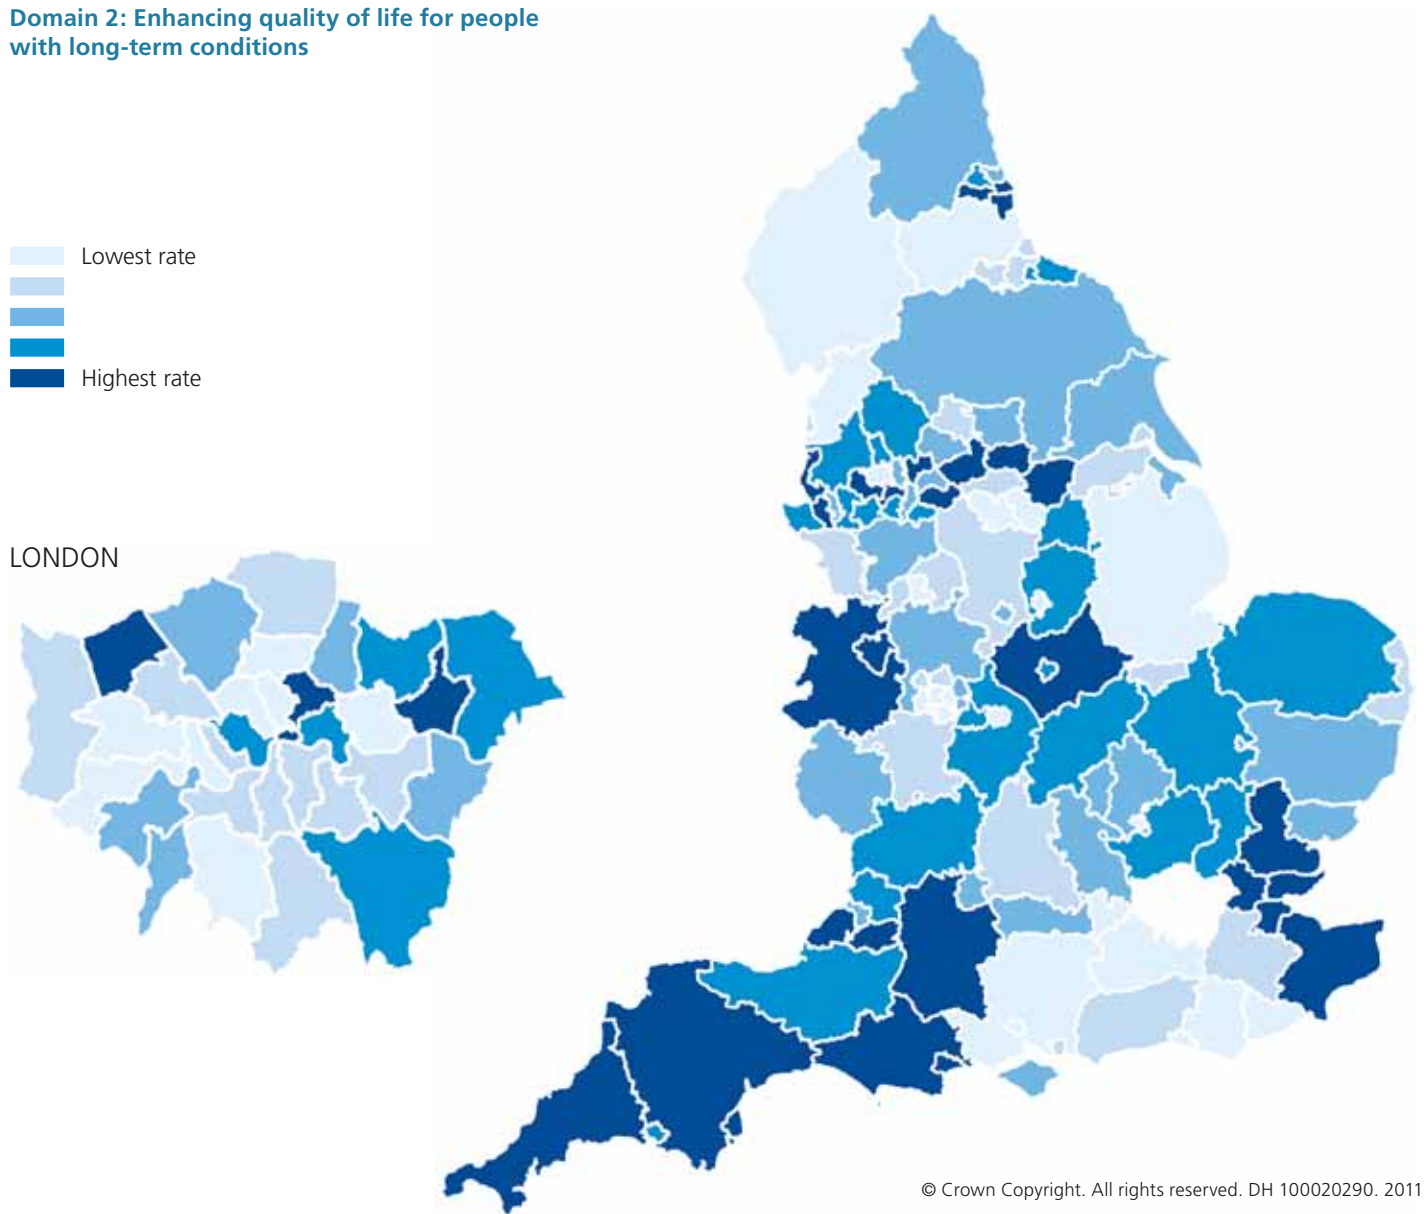 Domain 2: Enhancing quality of life for people
with long-term conditions
Lowest rate
Highest rate
LONDON
© Crown Copyright. All rights reserved. DH 100020290. 2011